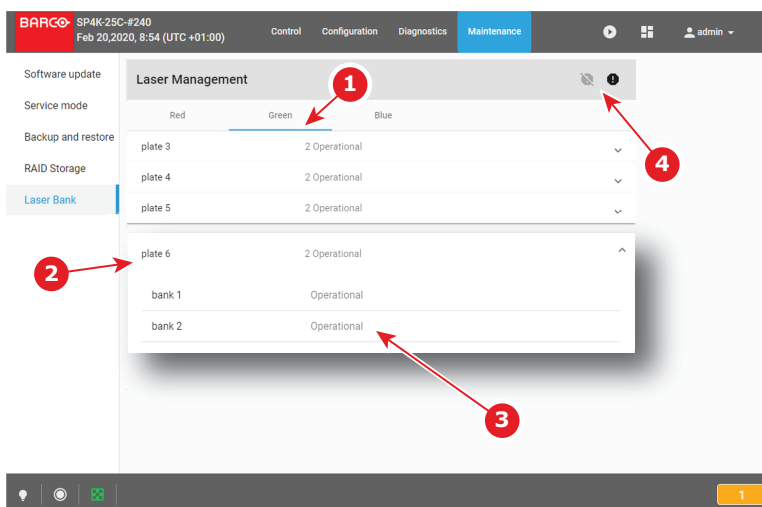 BARCO SP4K-25C-#240
Feb 20,2020, 8:54 (UTC +01:00)
Control Configuration Diagnostics Maintenance admin
Software update
Service mode
Backup and restore
RAID Storage
Laser Bank
Laser Management
1
4
Red Green Blue
plate 3 2 Operational
plate 4 2 Operational
plate 5 2 Operational
2
plate 6 2 Operational
bank 1 Operational
bank 2 Operational
3
1